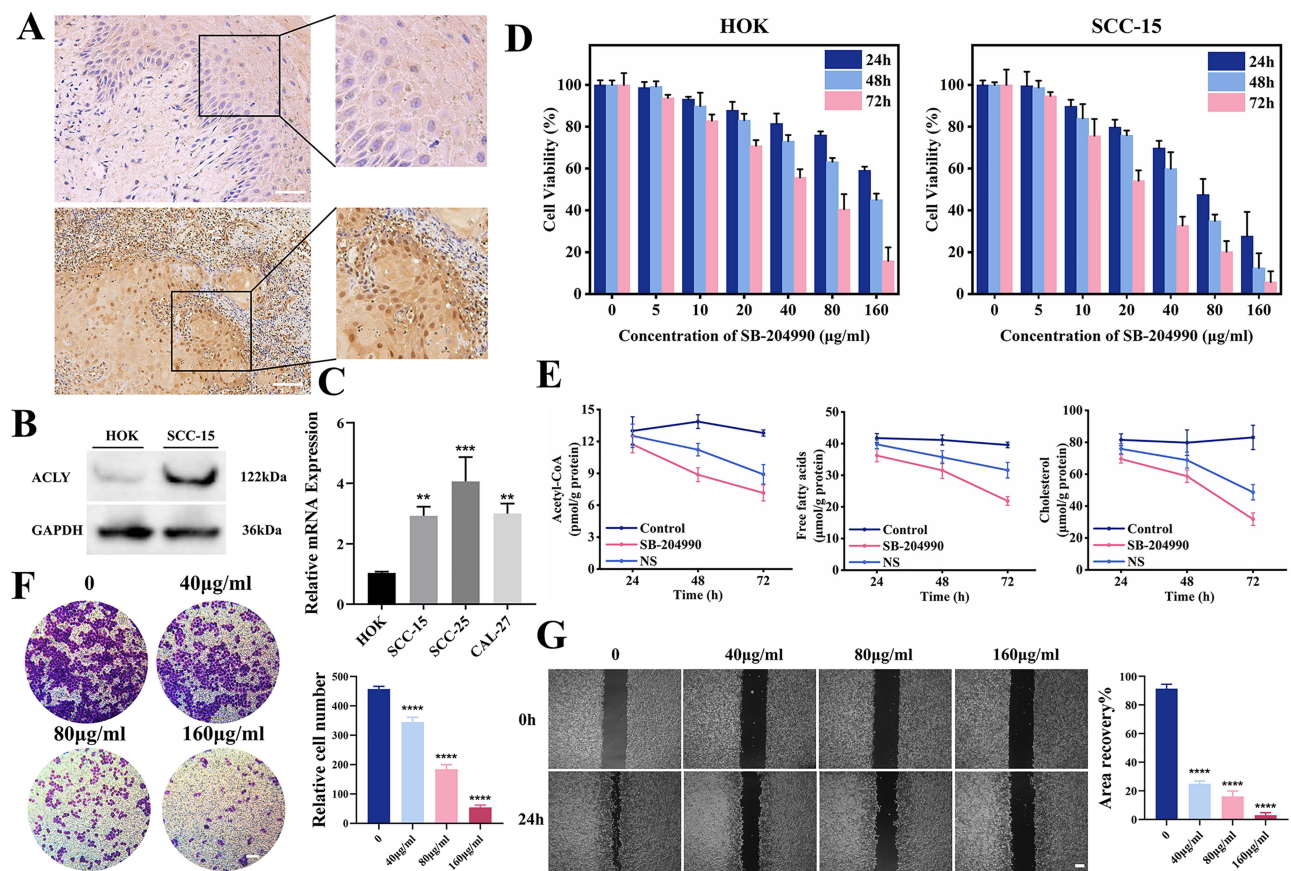 A
B
HOK SCC-15
ACLY 122kDa
GAPDH 36kDa
C
Relative mRNA Expression
6
4
2
0
** *** **
HOK SCC-15 SCC-25 CAL-27
D
HOK
24h
48h
72h
Cell Viability (%)
100
80
60
40
20
0
0 5 10 20 40 80 160
Concentration of SB-204990 (µg/ml)
SCC-15
24h
48h
72h
Cell Viability (%)
100
80
60
40
20
0
0 5 10 20 40 80 160
Concentration of SB-204990 (µg/ml)
E
Acetyl-CoA
(pmol/g protein)
15
12
9
6
3
0
Control
SB-204990
NS
24 48 72
Time (h)
Free fatty acids
(µmol/g protein)
50
40
30
20
10
0
Control
SB-204990
NS
24 48 72
Time (h)
Cholesterol
(µmol/g protein)
100
80
60
40
20
0
Control
SB-204990
NS
24 48 72
Time (h)
F
0 40µg/ml
80µg/ml 160µg/ml
Relative cell number
500
400
300
200
100
0
**** **** ****
0 40µg/ml 80µg/ml 160µg/ml
G
0 40µg/ml 80µg/ml 160µg/ml
0h
24h
Area recovery%
100
80
60
40
20
0
**** **** ****
0 40µg/ml 80µg/ml 160µg/ml